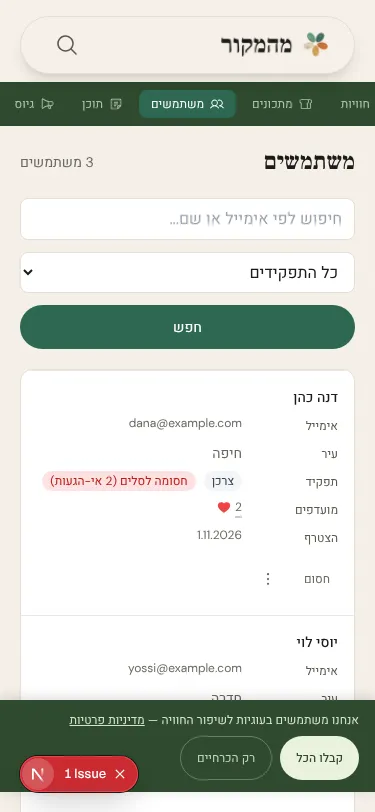 מהמקור
חוויות
מתכונים
משתמשים
תוכן
גיוס
משתמשים
3 משתמשים
חיפוש לפי אימייל או שם...
כל התפקידים
חפש
דנה כהן
אימייל dana@example.com
עיר חיפה
תפקיד צרכן חסומה לסלים (2 אי-הגעות)
מועדפים 2
הצטרף 1.11.2026
חסום
יוסי לוי
אימייל yossi@example.com
עיר חדרה
אנחנו משתמשים בעוגיות לשיפור החוויה — מדיניות פרטיות
קבלו הכל
רק הכרחיים
N 1 Issue